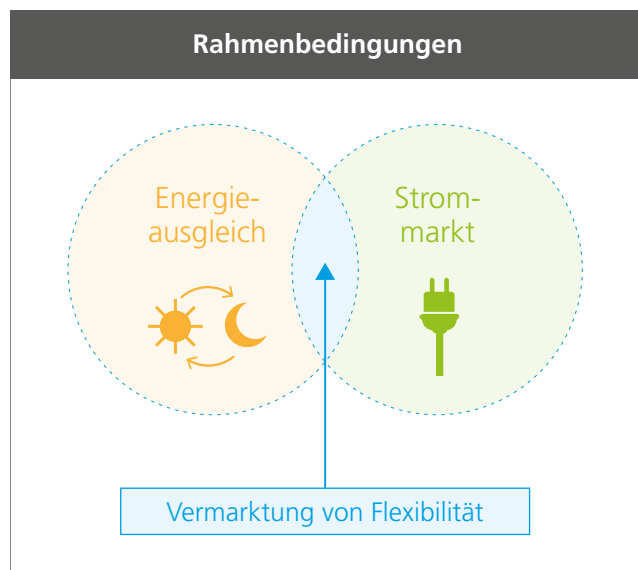 Rahmenbedingungen
Energie-
ausgleich
Strom-
markt
Vermarktung von Flexibilität